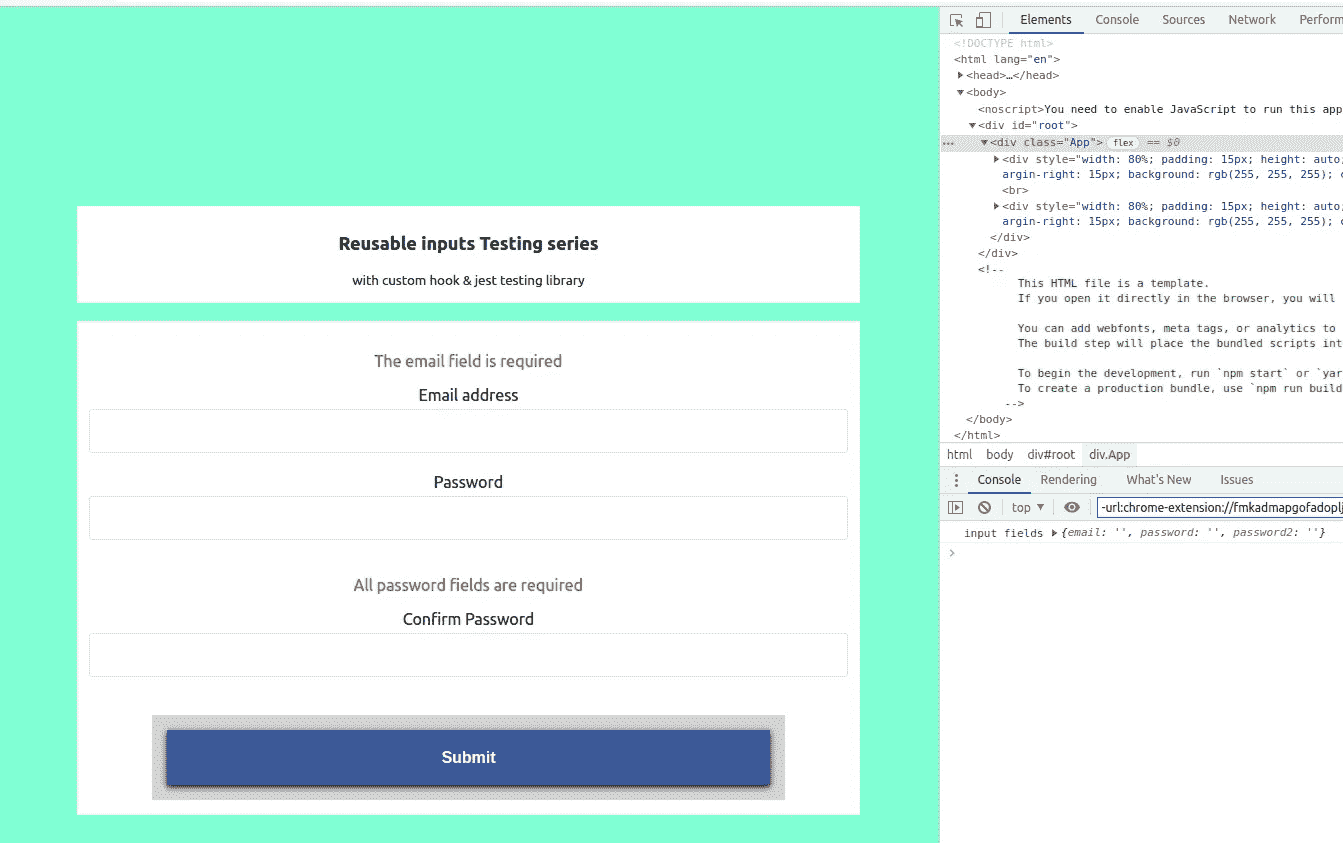 Reusable inputs Testing series
with custom hook & jest testing library
The email field is required
Email address
Password
All password fields are required
Confirm Password
Submit
Elements Console Sources Network Perform
<!DOCTYPE html>
<html lang="en">
<head>…</head>
<body>
<noscript>You need to enable JavaScript to run this app
<div id="root">
… <div class="App"> flex == $0
<div style="width: 80%; padding: 15px; height: auto;
argin-right: 15px; background: rgb(255, 255, 255);
<br>
<div style="width: 80%; padding: 15px; height: auto;
argin-right: 15px; background: rgb(255, 255, 255);
</div>
</div>
<!--
This HTML file is a template.
If you open it directly in the browser, you will
You can add webfonts, meta tags, or analytics to
The build step will place the bundled scripts int
To begin the development, run `npm start` or `yar
To create a production bundle, use `npm run build
-->
</body>
</html>
html body div#root div.App
Console Rendering What's New Issues
top -url:chrome-extension://fmkadmapgofadoplj
input fields {email: '', password: '', password2: ''}